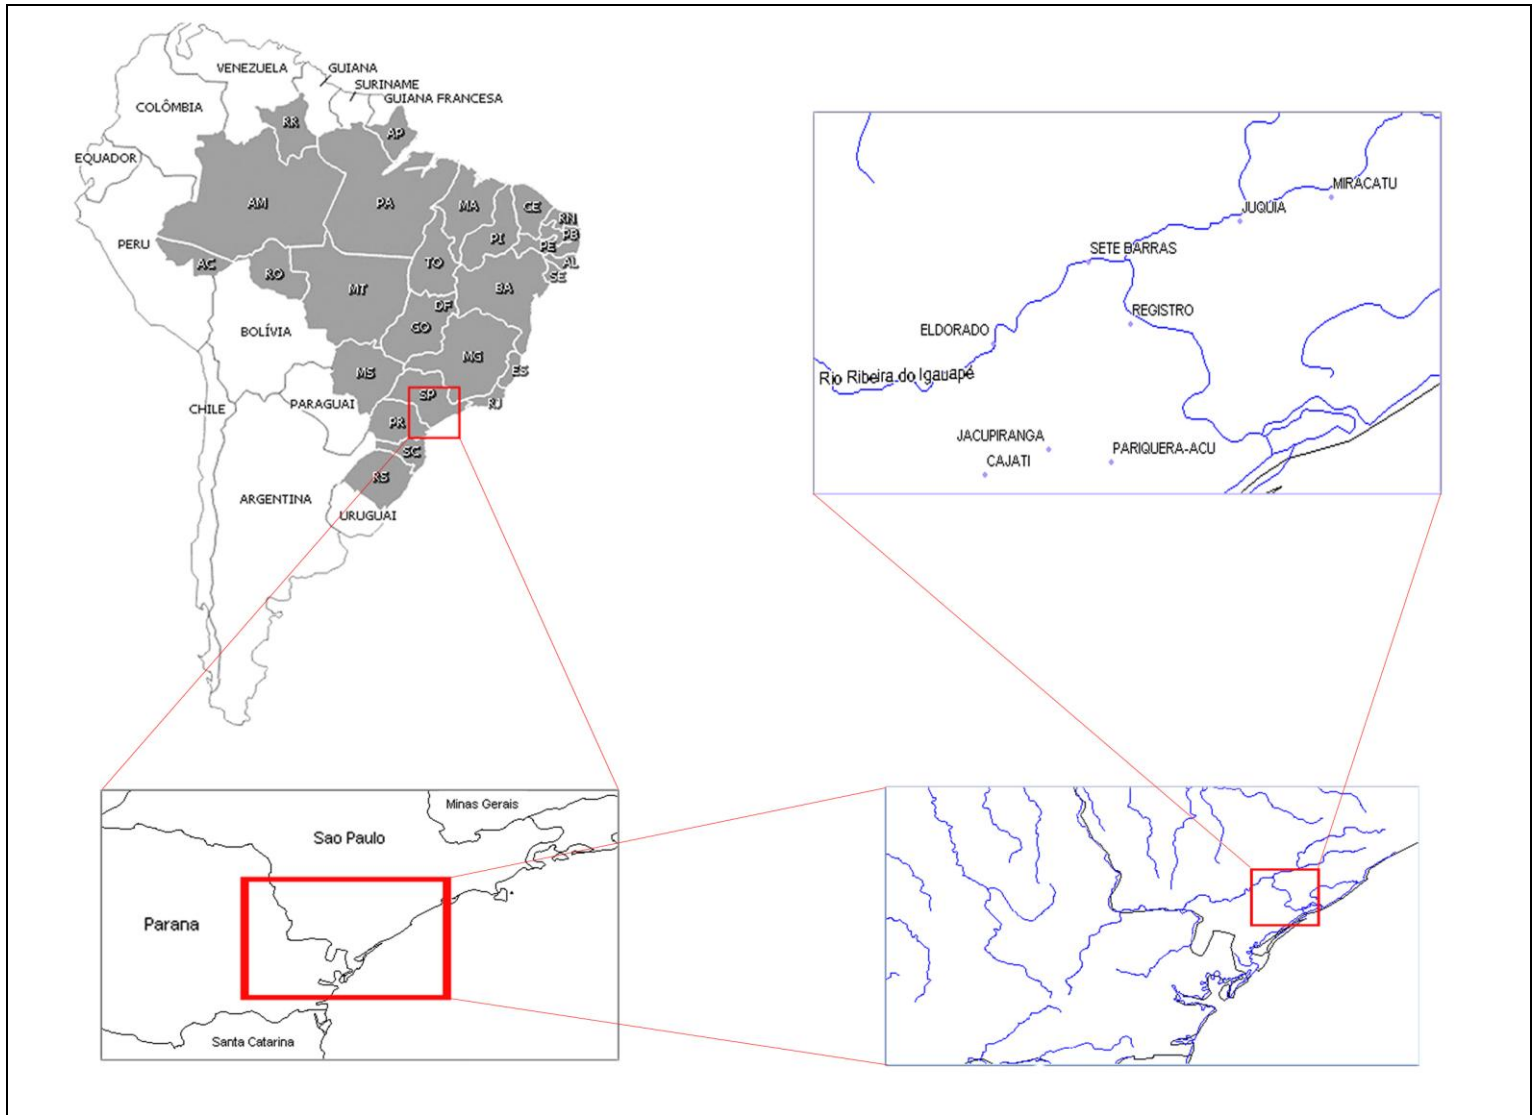 VENEZUELA
GUIANA
SURINAME
GUIANA FRANCESA
COLÔMBIA
RR
AP
EQUADOR
AM
PA
MA
CE
RN
PB
PI
PE
AL
SE
PERU
AC
RO
TO
BA
MT
DF
BOLÍVIA
GO
MG
ES
MS
SP
RJ
PARAGUAI
CHILE
PR
SC
RS
ARGENTINA
URUGUAI
MIRACATU
JUQUIA
SETE BARRAS
REGISTRO
ELDORADO
Rio Ribeira do Igauapé
JACUPIRANGA
CAJATI
PARIQUERA-ACU
Minas Gerais
Sao Paulo
Parana
Santa Catarina